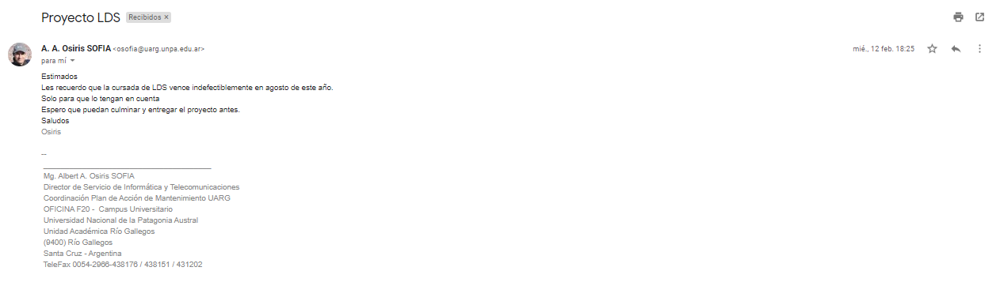 Proyecto LDS Recibidos ×
A. A. Osiris SOFIA <osofia@uarg.unpa.edu.ar> mié., 12 feb. 18:25
para mí
Estimados
Les recuerdo que la cursada de LDS vence indefectiblemente en agosto de este año.
Solo para que lo tengan en cuenta
Espero que puedan culminar y entregar el proyecto antes.
Saludos
Osiris
--
________________________________________
Mg. Albert A. Osiris SOFIA
Director de Servicio de Informática y Telecomunicaciones
Coordinación Plan de Acción de Mantenimiento UARG
OFICINA F20 - Campus Universitario
Universidad Nacional de la Patagonia Austral
Unidad Académica Río Gallegos
(9400) Río Gallegos
Santa Cruz - Argentina
TeleFax 0054-2966-438176 / 438151 / 431202